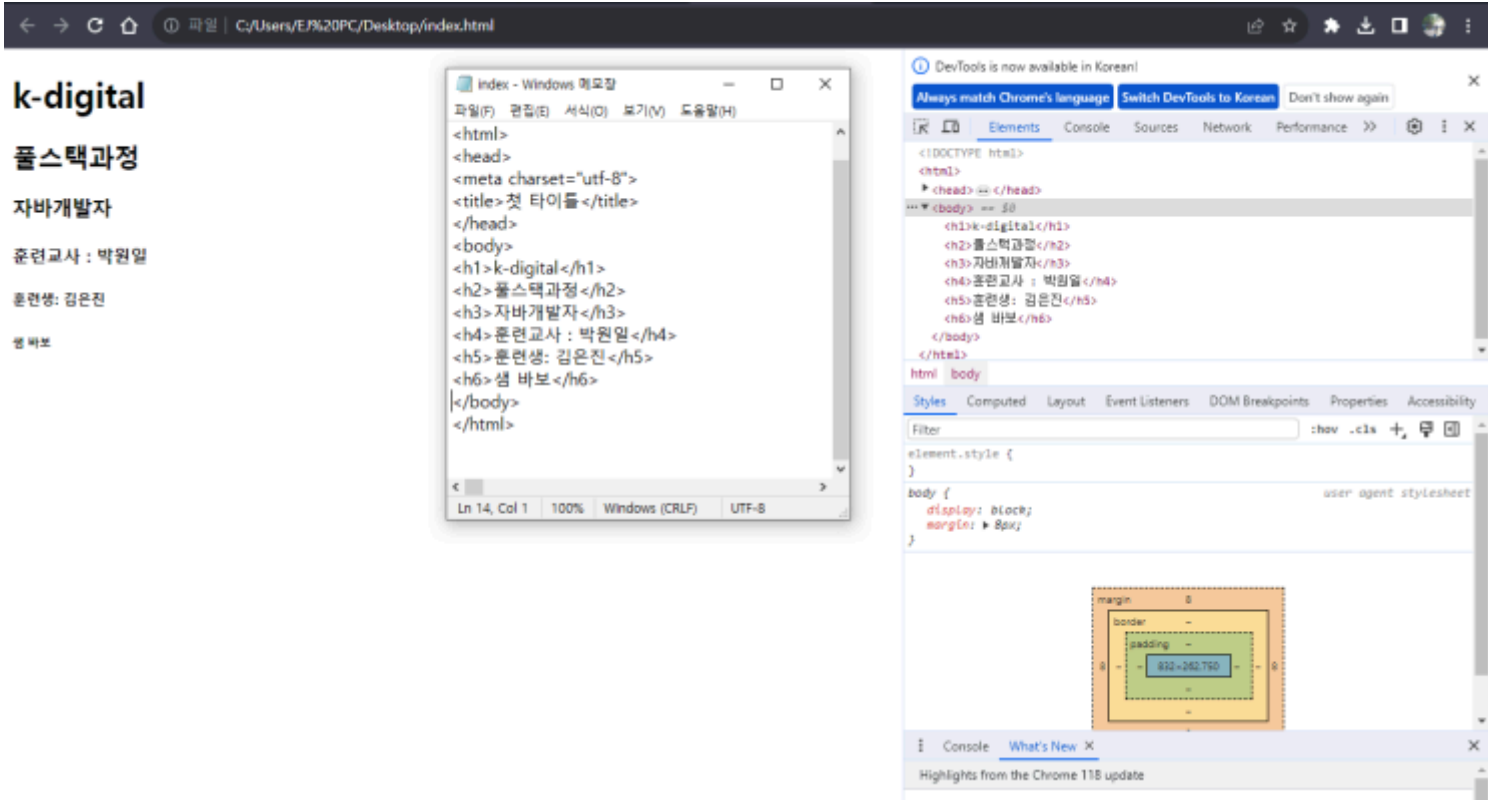 파일 C:/Users/EJ%20PC/Desktop/index.html
k-digital
풀스택과정
자바개발자
훈련교사 : 박원일
훈련생: 김은진
샘 바보
index - Windows 메모장
파일(F) 편집(E) 서식(O) 보기(V) 도움말(H)
<html>
<head>
<meta charset="utf-8">
<title>첫 타이틀</title>
</head>
<body>
<h1>k-digital</h1>
<h2>풀스택과정</h2>
<h3>자바개발자</h3>
<h4>훈련교사 : 박원일</h4>
<h5>훈련생: 김은진</h5>
<h6>샘 바보</h6>
</body>
</html>
Ln 14, Col 1 100% Windows (CRLF) UTF-8
DevTools is now available in Korean!
Always match Chrome's language Switch DevTools to Korean Don't show again
Elements Console Sources Network Performance
<!DOCTYPE html>
<html>
<head> … </head>
… <body> == $0
<h1>k-digital</h1>
<h2>풀스택과정</h2>
<h3>자바개발자</h3>
<h4>훈련교사 : 박원일</h4>
<h5>훈련생: 김은진</h5>
<h6>샘 바보</h6>
</body>
</html>
html body
Styles Computed Layout Event Listeners DOM Breakpoints Properties Accessibility
Filter :hov .cls
element.style {
}
body { user agent stylesheet
display: block;
margin: 8px;
}
margin 8
border –
padding –
8 – – 832×262.750 – – 8
–
–
Console What's New
Highlights from the Chrome 118 update